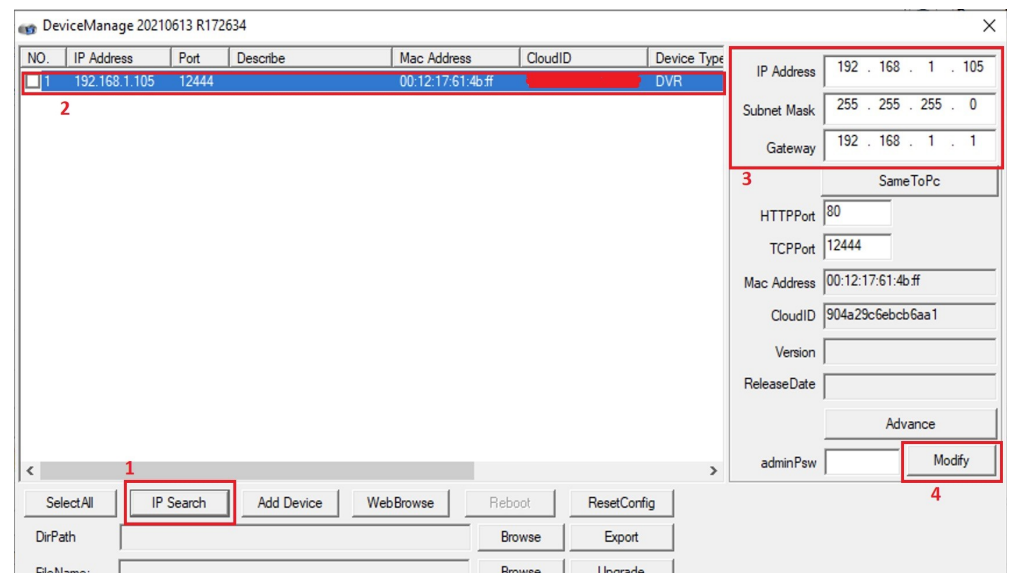 DeviceManage 20210613 R172634
NO. IP Address Port Describe Mac Address CloudID Device Type
1 192.168.1.105 12444 00:12:17:61:4b:ff DVR
2
IP Address 192 . 168 . 1 . 105
Subnet Mask 255 . 255 . 255 . 0
Gateway 192 . 168 . 1 . 1
3
SameToPc
HTTPPort 80
TCPPort 12444
Mac Address 00:12:17:61:4b:ff
CloudID 904a29c6ebcb6aa1
Version
ReleaseDate
Advance
adminPsw Modify
4
1
SelectAll IP Search Add Device WebBrowse Reboot ResetConfig
DirPath Browse Export
FileName: Browse Upgrade